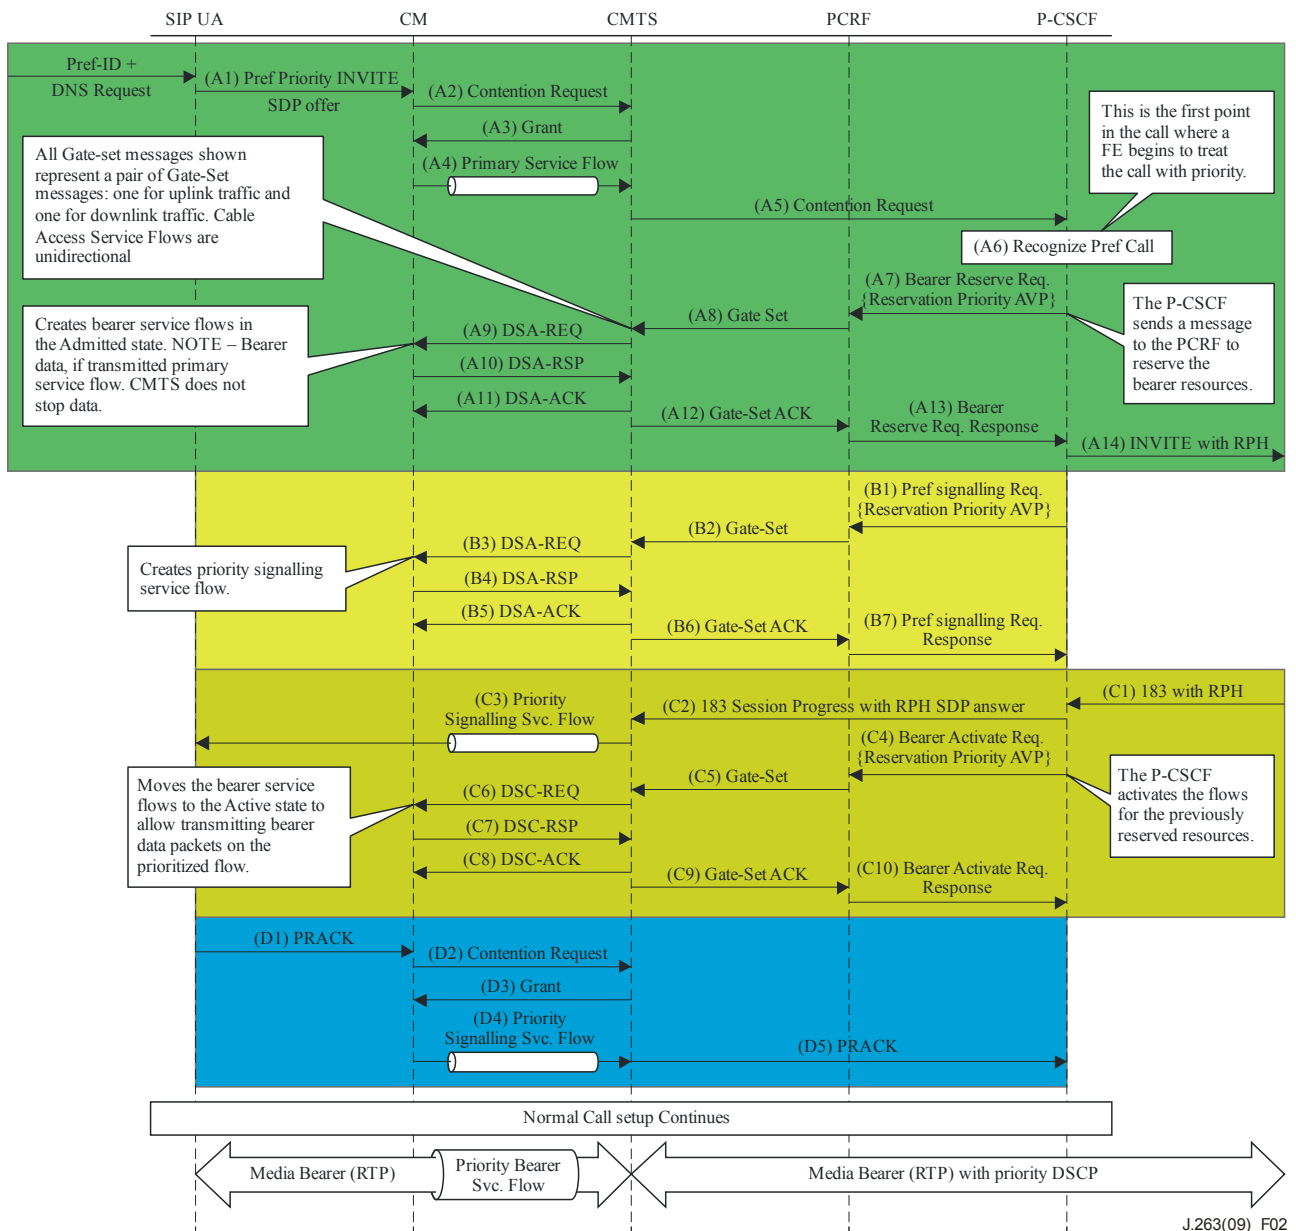 SIP UA
CM
CMTS
PCRF
P-CSCF
Pref-ID +
DNS Request
(A1) Pref Priority INVITE
SDP offer
(A2) Contention Request
(A3) Grant
(A4) Primary Service Flow
All Gate-set messages shown
represent a pair of Gate-Set
messages: one for uplink traffic and
one for downlink traffic. Cable
Access Service Flows are
unidirectional
This is the first point
in the call where a
FE begins to treat
the call with priority.
(A5) Contention Request
(A6) Recognize Pref Call
(A7) Bearer Reserve Req.
{Reservation Priority AVP}
(A8) Gate Set
The P-CSCF
sends a message
to the PCRF to
reserve the
bearer resources.
Creates bearer service flows in
the Admitted state. NOTE – Bearer
data, if transmitted primary
service flow. CMTS does not
stop data.
(A9) DSA-REQ
(A10) DSA-RSP
(A11) DSA-ACK
(A12) Gate-Set ACK
(A13) Bearer
Reserve Req. Response
(A14) INVITE with RPH
(B1) Pref signalling Req.
{Reservation Priority AVP}
(B2) Gate-Set
(B3) DSA-REQ
Creates priority signalling
service flow.
(B4) DSA-RSP
(B5) DSA-ACK
(B6) Gate-Set ACK
(B7) Pref signalling Req.
Response
(C1) 183 with RPH
(C2) 183 Session Progress with RPH SDP answer
(C3) Priority
Signalling Svc. Flow
(C4) Bearer Activate Req.
{Reservation Priority AVP}
(C5) Gate-Set
The P-CSCF
activates the flows
for the previously
reserved resources.
Moves the bearer service
flows to the Active state to
allow transmitting bearer
data packets on the
prioritized flow.
(C6) DSC-REQ
(C7) DSC-RSP
(C8) DSC-ACK
(C9) Gate-Set ACK
(C10) Bearer Activate Req.
Response
(D1) PRACK
(D2) Contention Request
(D3) Grant
(D4) Priority
Signalling Svc. Flow
(D5) PRACK
Normal Call setup Continues
Media Bearer (RTP)
Priority Bearer
Svc. Flow
Media Bearer (RTP) with priority DSCP
J.263(09)_F02